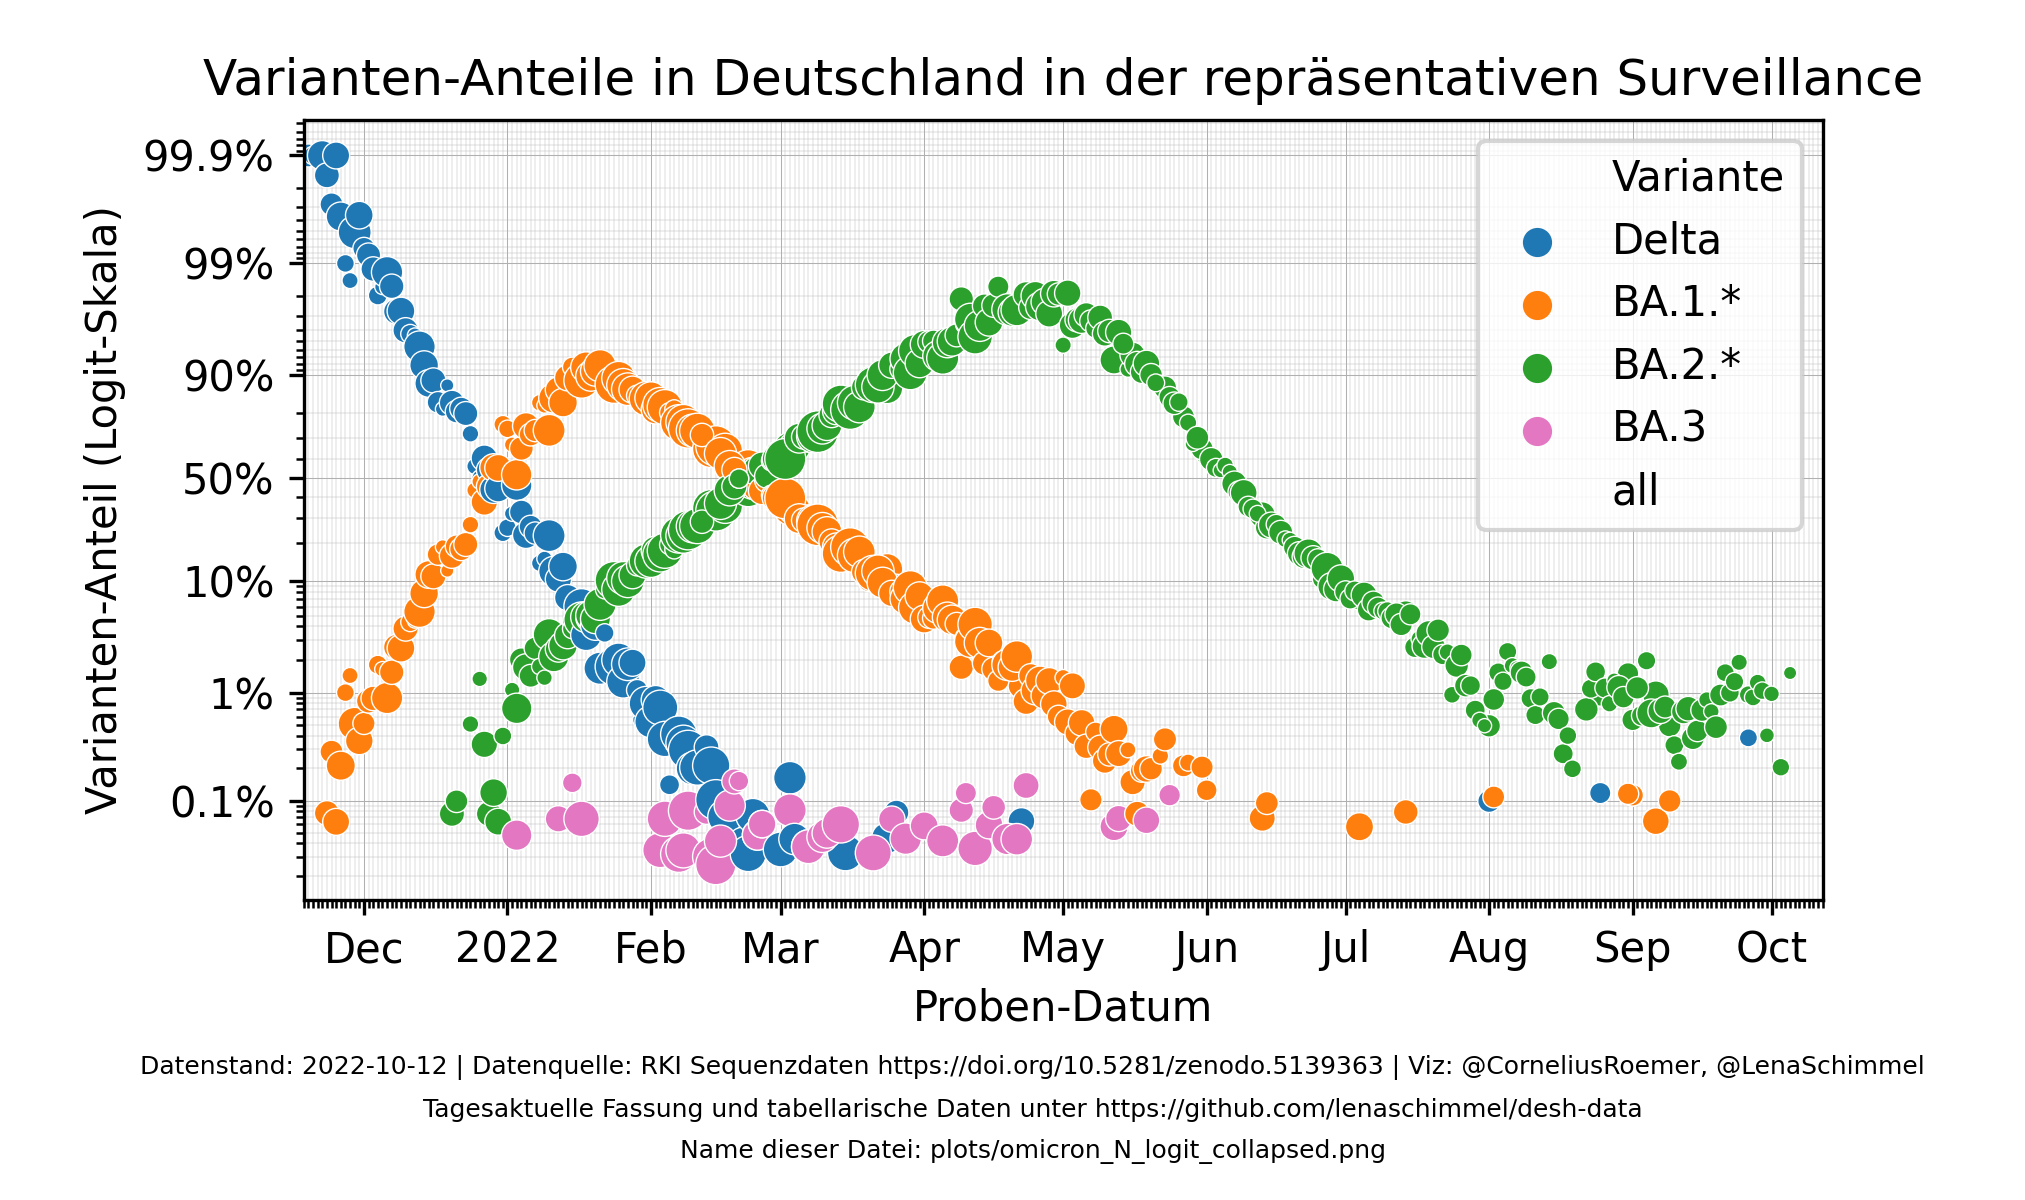 Varianten-Anteile in Deutschland in der repräsentativen Surveillance
Varianten-Anteil (Logit-Skala)
99.9%
99%
90%
50%
10%
1%
0.1%
Variante
Delta
BA.1.*
BA.2.*
BA.3
all
Dec 2022 Feb Mar Apr May Jun Jul Aug Sep Oct
Proben-Datum
Datenstand: 2022-10-12 | Datenquelle: RKI Sequenzdaten https://doi.org/10.5281/zenodo.5139363 | Viz: @CorneliusRoemer, @LenaSchimmel
Tagesaktuelle Fassung und tabellarische Daten unter https://github.com/lenaschimmel/desh-data
Name dieser Datei: plots/omicron_N_logit_collapsed.png